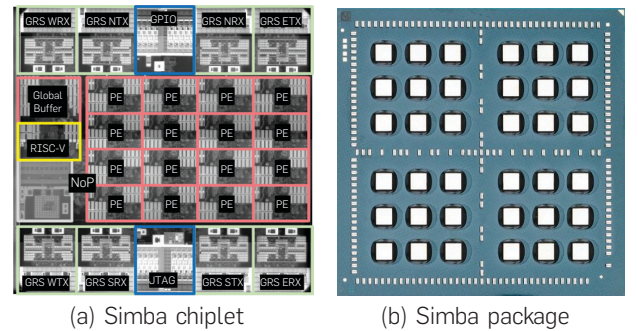 GRS WRX GRS NTX GPIO GRS NRX GRS ETX
Global
Buffer
PE PE PE PE
RISC-V
PE PE PE PE
PE PE PE PE
NoP
PE PE PE PE
GRS WTX GRS SRX JTAG GRS STX GRS ERX
(a) Simba chiplet (b) Simba package